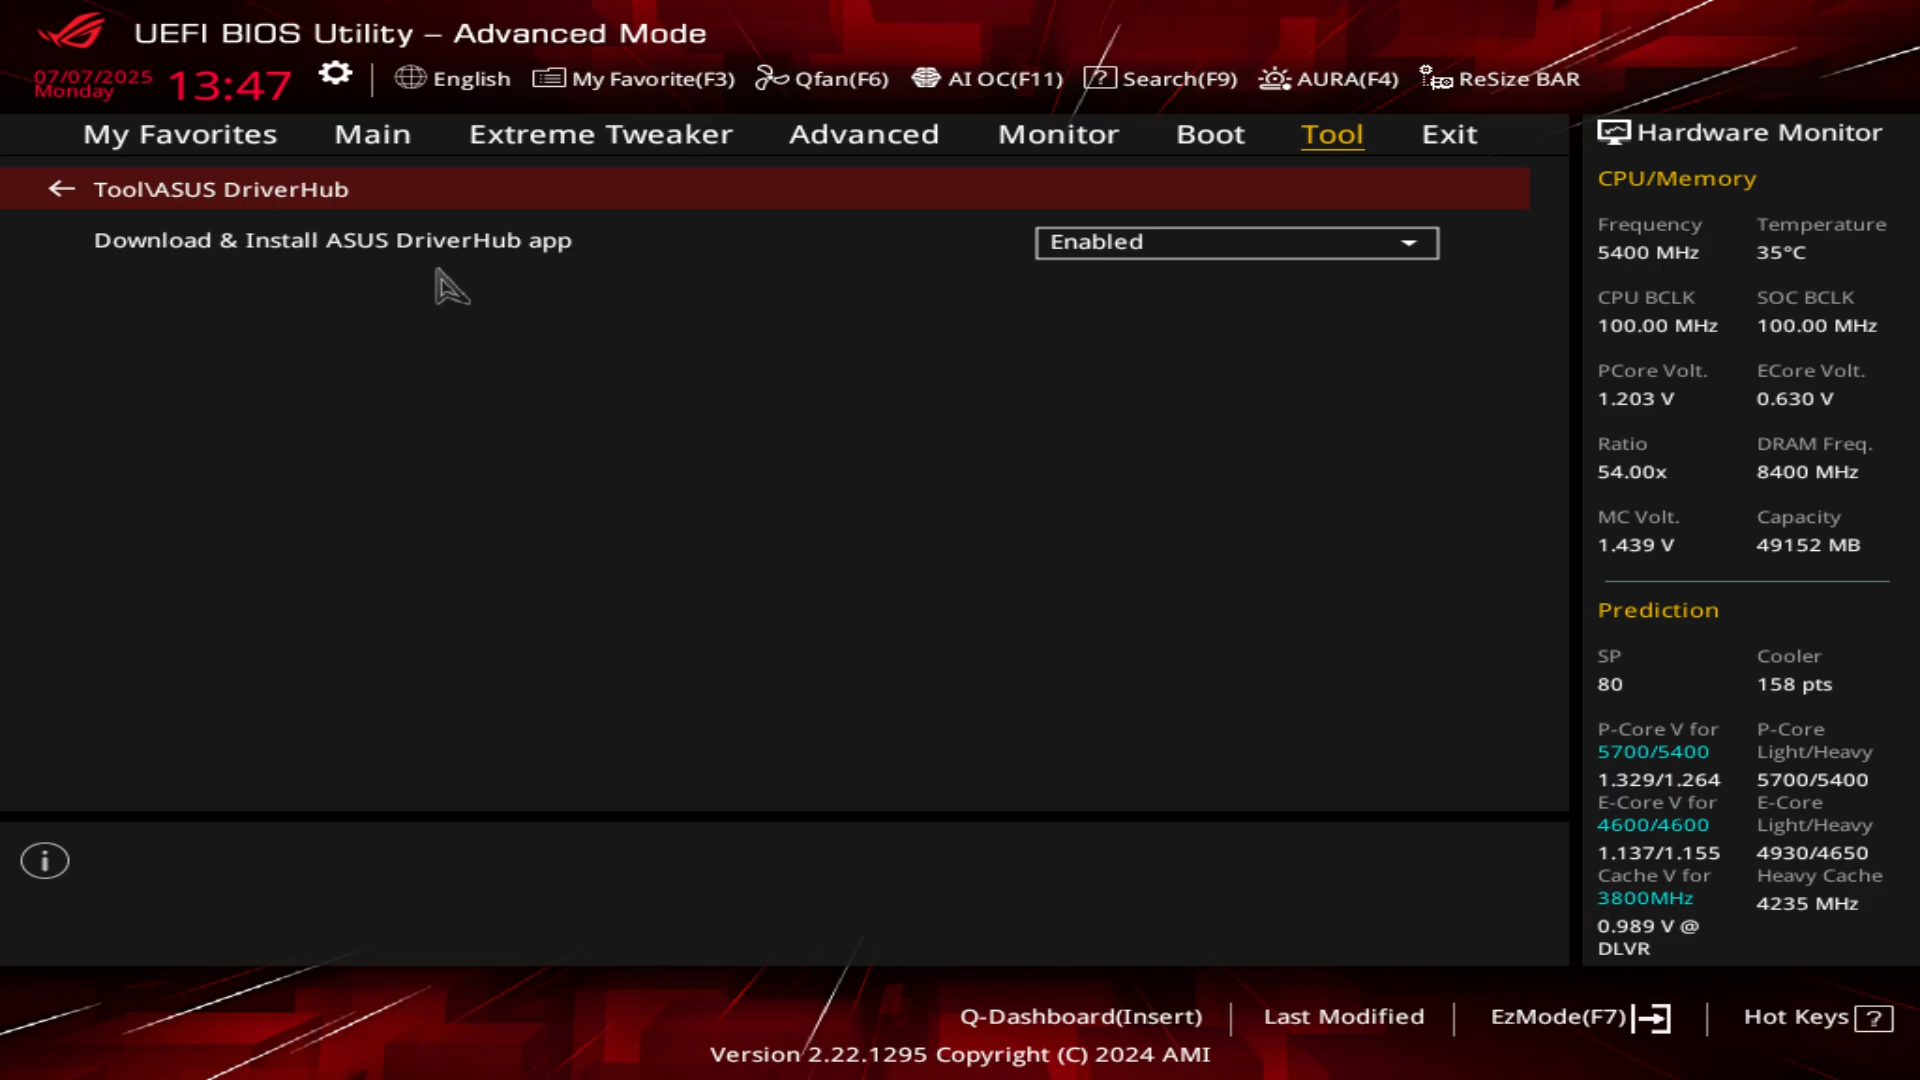 UEFI BIOS Utility – Advanced Mode
07/07/2025
Monday
13:47
English
My Favorite(F3)
Qfan(F6)
AI OC(F11)
Search(F9)
AURA(F4)
ReSize BAR
My Favorites
Main
Extreme Tweaker
Advanced
Monitor
Boot
Tool
Exit
Tool\ASUS DriverHub
Download & Install ASUS DriverHub app
Enabled
Hardware Monitor
CPU/Memory
Frequency Temperature
5400 MHz 35°C
CPU BCLK SOC BCLK
100.00 MHz 100.00 MHz
PCore Volt. ECore Volt.
1.203 V 0.630 V
Ratio DRAM Freq.
54.00x 8400 MHz
MC Volt. Capacity
1.439 V 49152 MB
Prediction
SP Cooler
80 158 pts
P-Core V for P-Core
5700/5400 Light/Heavy
1.329/1.264 5700/5400
E-Core V for E-Core
4600/4600 Light/Heavy
1.137/1.155 4930/4650
Cache V for Heavy Cache
3800MHz 4235 MHz
0.989 V @
DLVR
Q-Dashboard(Insert)
Last Modified
EzMode(F7)
Hot Keys ?
Version 2.22.1295 Copyright (C) 2024 AMI